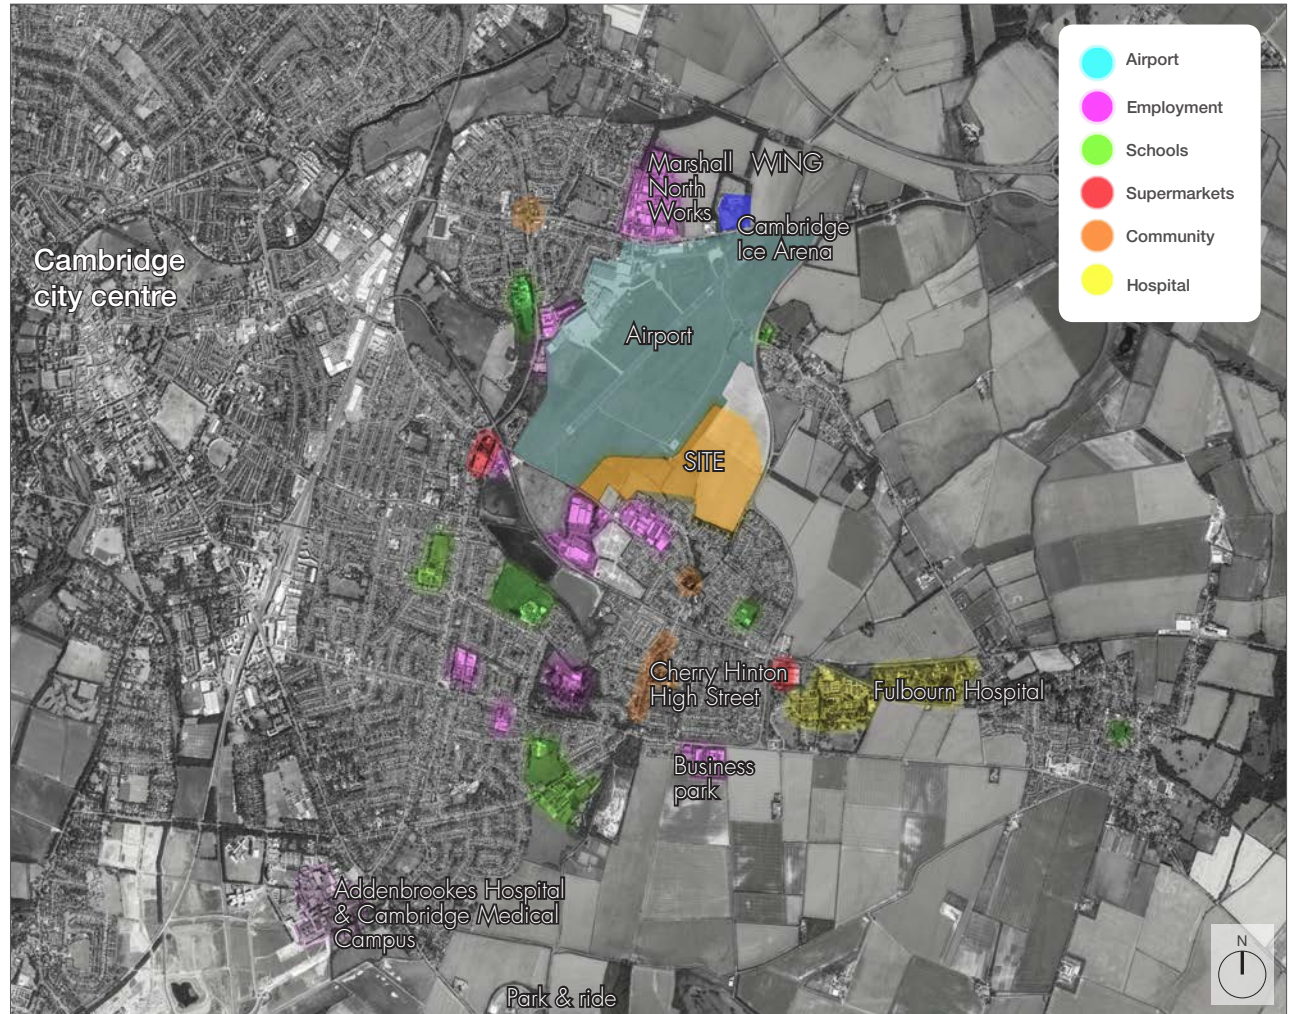 Airport
Employment
Schools
Supermarkets
Community
Hospital
Marshall
North
Works
WING
Cambridge
Ice Arena
Cambridge
city centre
Airport
SITE
Cherry Hinton
High Street
Fulbourn Hospital
Business
park
Addenbrookes Hospital
& Cambridge Medical
Campus
Park & ride
N